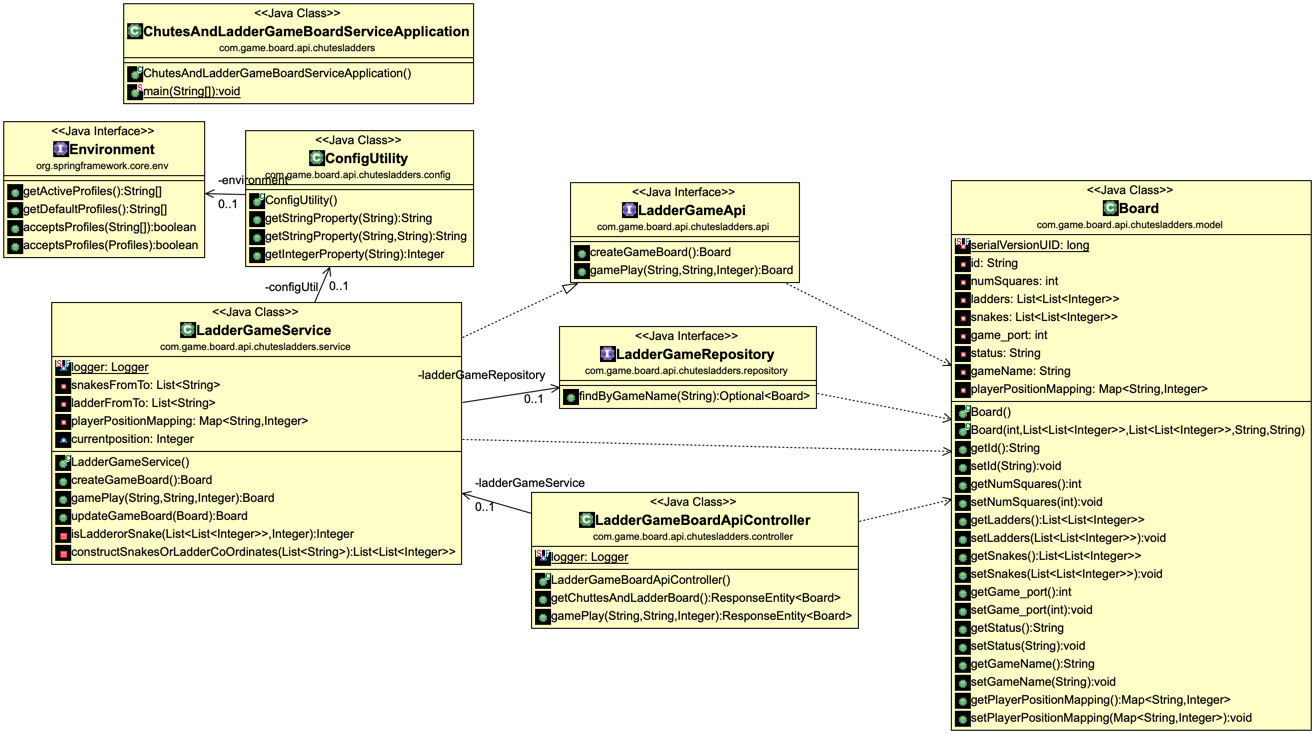 <<Java Class>>
ChutesAndLadderGameBoardServiceApplication
com.game.board.api.chutesladders
ChutesAndLadderGameBoardServiceApplication()
main(String[]):void
<<Java Interface>>
Environment
org.springframework.core.env
getActiveProfiles():String[]
getDefaultProfiles():String[]
acceptsProfiles(String[]):boolean
acceptsProfiles(Profiles):boolean
-environment
0..1
<<Java Class>>
ConfigUtility
com.game.board.api.chutesladders.config
ConfigUtility()
getStringProperty(String):String
getStringProperty(String,String):String
getIntegerProperty(String):Integer
-configUtil
0..1
<<Java Class>>
LadderGameService
com.game.board.api.chutesladders.service
logger: Logger
snakesFromTo: List<String>
ladderFromTo: List<String>
playerPositionMapping: Map<String,Integer>
currentposition: Integer
LadderGameService()
createGameBoard():Board
gamePlay(String,String,Integer):Board
updateGameBoard(Board):Board
isLadderorSnake(List<List<Integer>>,Integer):Integer
constructSnakesOrLadderCoOrdinates(List<String>):List<List<Integer>>
<<Java Interface>>
LadderGameApi
com.game.board.api.chutesladders.api
createGameBoard():Board
gamePlay(String,String,Integer):Board
-ladderGameRepository
0..1
<<Java Interface>>
LadderGameRepository
com.game.board.api.chutesladders.repository
findByGameName(String):Optional<Board>
-ladderGameService
0..1
<<Java Class>>
LadderGameBoardApiController
com.game.board.api.chutesladders.controller
logger: Logger
LadderGameBoardApiController()
getChuttesAndLadderBoard():ResponseEntity<Board>
gamePlay(String,String,Integer):ResponseEntity<Board>
<<Java Class>>
Board
com.game.board.api.chutesladders.model
serialVersionUID: long
id: String
numSquares: int
ladders: List<List<Integer>>
snakes: List<List<Integer>>
game_port: int
status: String
gameName: String
playerPositionMapping: Map<String,Integer>
Board()
Board(int,List<List<Integer>>,List<List<Integer>>,String,String)
getId():String
setId(String):void
getNumSquares():int
setNumSquares(int):void
getLadders():List<List<Integer>>
setLadders(List<List<Integer>>):void
getSnakes():List<List<Integer>>
setSnakes(List<List<Integer>>):void
getGame_port():int
setGame_port(int):void
getStatus():String
setStatus(String):void
getGameName():String
setGameName(String):void
getPlayerPositionMapping():Map<String,Integer>
setPlayerPositionMapping(Map<String,Integer>):void